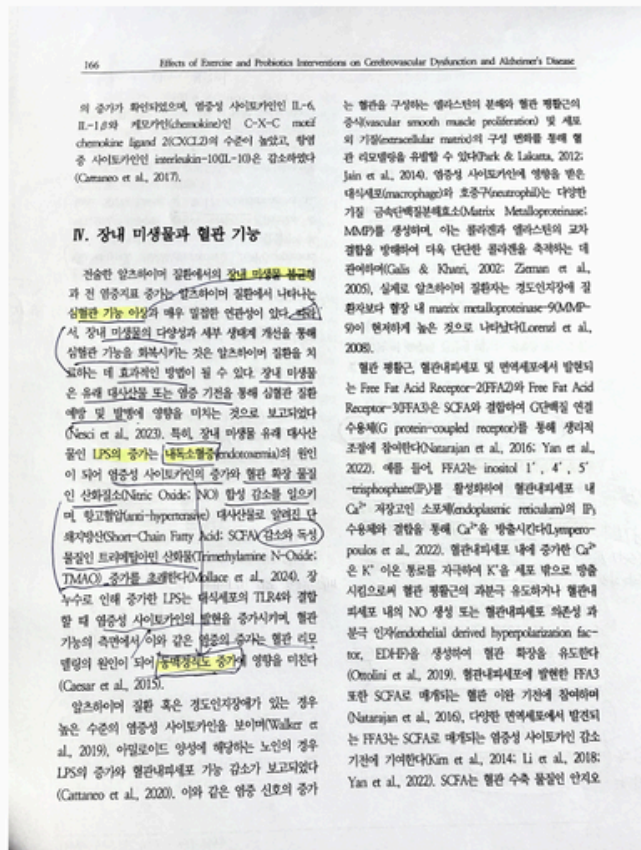 166
Effects of Exercise and Probiotics Interventions on Cerebrovascular Dysfunction and Alzheimer's Disease
의 증가가 확인되었으며, 염증성 사이토카인인 IL-6,
IL-1β와 케모카인(chemokine)인 C-X-C motif
chemokine ligand 2(CXCL2)의 수준이 높았고, 항염
증 사이토카인인 interleukin-10(IL-10)은 감소하였다
(Cattaneo et al., 2017).
Ⅳ. 장내 미생물과 혈관 기능
전술한 알츠하이머 질환에서의 장내 미생물 불균형
과 전 염증지표 증가는 알츠하이머 질환에서 나타나는
심혈관 기능 이상과 매우 밀접한 연관성이 있다. 따라
서, 장내 미생물의 다양성과 세부 생태계 개선을 통해
심혈관 기능을 회복시키는 것은 알츠하이머 질환을 치
료하는 데 효과적인 방법이 될 수 있다. 장내 미생물
은 유래 대사산물 또는 염증 기전을 통해 심혈관 질환
예방 및 발병에 영향을 미치는 것으로 보고되었다
(Nesci et al., 2023). 특히, 장내 미생물 유래 대사산
물인 LPS의 증가는 내독소혈증(endotosemia)의 원인
이 되어 염증성 사이토카인의 증가와 혈관 확장 물질
인 산화질소(Nitric Oxide; NO) 합성 감소를 일으키
며, 항고혈압(anti-hypertensive) 대사산물로 알려진 단
쇄지방산(Short-Chain Fatty Acid; SCFA) 감소와 독성
물질인 트리메틸아민 산화물(Trimethylamine N-Oxide;
TMAO) 증가를 초래한다(Mollace et al., 2024). 장
누수로 인해 증가한 LPS는 대식세포의 TLR4와 결합
할 때 염증성 사이토카인의 발현을 증가시키며, 혈관
기능의 측면에서 이와 같은 염증의 증가는 혈관 리모
델링의 원인이 되어 동맥경직도 증가에 영향을 미친다
(Caesar et al., 2015).
알츠하이머 질환 혹은 경도인지장애가 있는 경우
높은 수준의 염증성 사이토카인을 보이며(Walker et
al., 2019), 아밀로이드 양성에 해당하는 노인의 경우
LPS의 증가와 혈관내피세포 기능 감소가 보고되었다
(Cattaneo et al., 2020). 이와 같은 염증 신호의 증가
는 혈관을 구성하는 엘라스틴의 분해와 혈관 평활근의
증식(vascular smooth muscle proliferation) 및 세포
외 기질(extracellular matrix)의 구성 변화를 통해 혈
관 리모델링을 유발할 수 있다(Park & Lakatta, 2012;
Jain et al., 2014). 염증성 사이토카인에 영향을 받은
대식세포(macrophage)와 호중구(neutrophil)는 다양한
기질 금속단백질분해효소(Matrix Metalloproteinase;
MMP)를 생성하며, 이는 콜라겐과 엘라스틴의 교차
결합을 방해하여 더욱 단단한 콜라겐을 축적하는 데
관여하며(Galis & Khatri, 2002; Zieman et al.,
2005), 실제로 알츠하이머 질환자는 경도인지장애 질
환자보다 혈장 내 matrix metalloproteinase-9(MMP-
9)이 현저하게 높은 것으로 나타났다(Lorenzl et al.,
2008).
혈관 평활근, 혈관내피세포 및 면역세포에서 발현되
는 Free Fat Acid Receptor-2(FFA2)와 Free Fat Acid
Receptor-3(FFA3)은 SCFA와 결합하여 G단백질 연결
수용체(G protein-coupled receptor)를 통해 생리적
조절에 참여한다(Natarajan et al., 2016; Yan et al.,
2022). 예를 들어, FFA2는 inositol 1′, 4′, 5′
-trisphosphate(IP₃)를 활성화하여 혈관내피세포 내
Ca²⁺ 저장고인 소포체(endoplasmic reticulum)의 IP₃
수용체와 결합을 통해 Ca²⁺을 방출시킨다(Lympero-
poulos et al., 2022). 혈관내피세포 내에 증가한 Ca²⁺
은 K⁺ 이온 통로를 자극하여 K⁺을 세포 밖으로 방출
시킴으로써 혈관 평활근의 과분극 유도하거나 혈관내
피세포 내의 NO 생성 또는 혈관내피세포 의존성 과
분극 인자(endothelial derived hyperpolarization fac-
tor, EDHF)을 생성하여 혈관 확장을 유도한다
(Ottolini et al., 2019). 혈관내피세포에 발현한 FFA3
또한 SCFA로 매개되는 혈관 이완 기전에 참여하며
(Natarajan et al., 2016), 다양한 면역세포에서 발견되
는 FFA3는 SCFA로 매개되는 염증성 사이토카인 감소
기전에 기여한다(Kim et al., 2014; Li et al., 2018;
Yan et al., 2022). SCFA는 혈관 수축 물질인 안지오